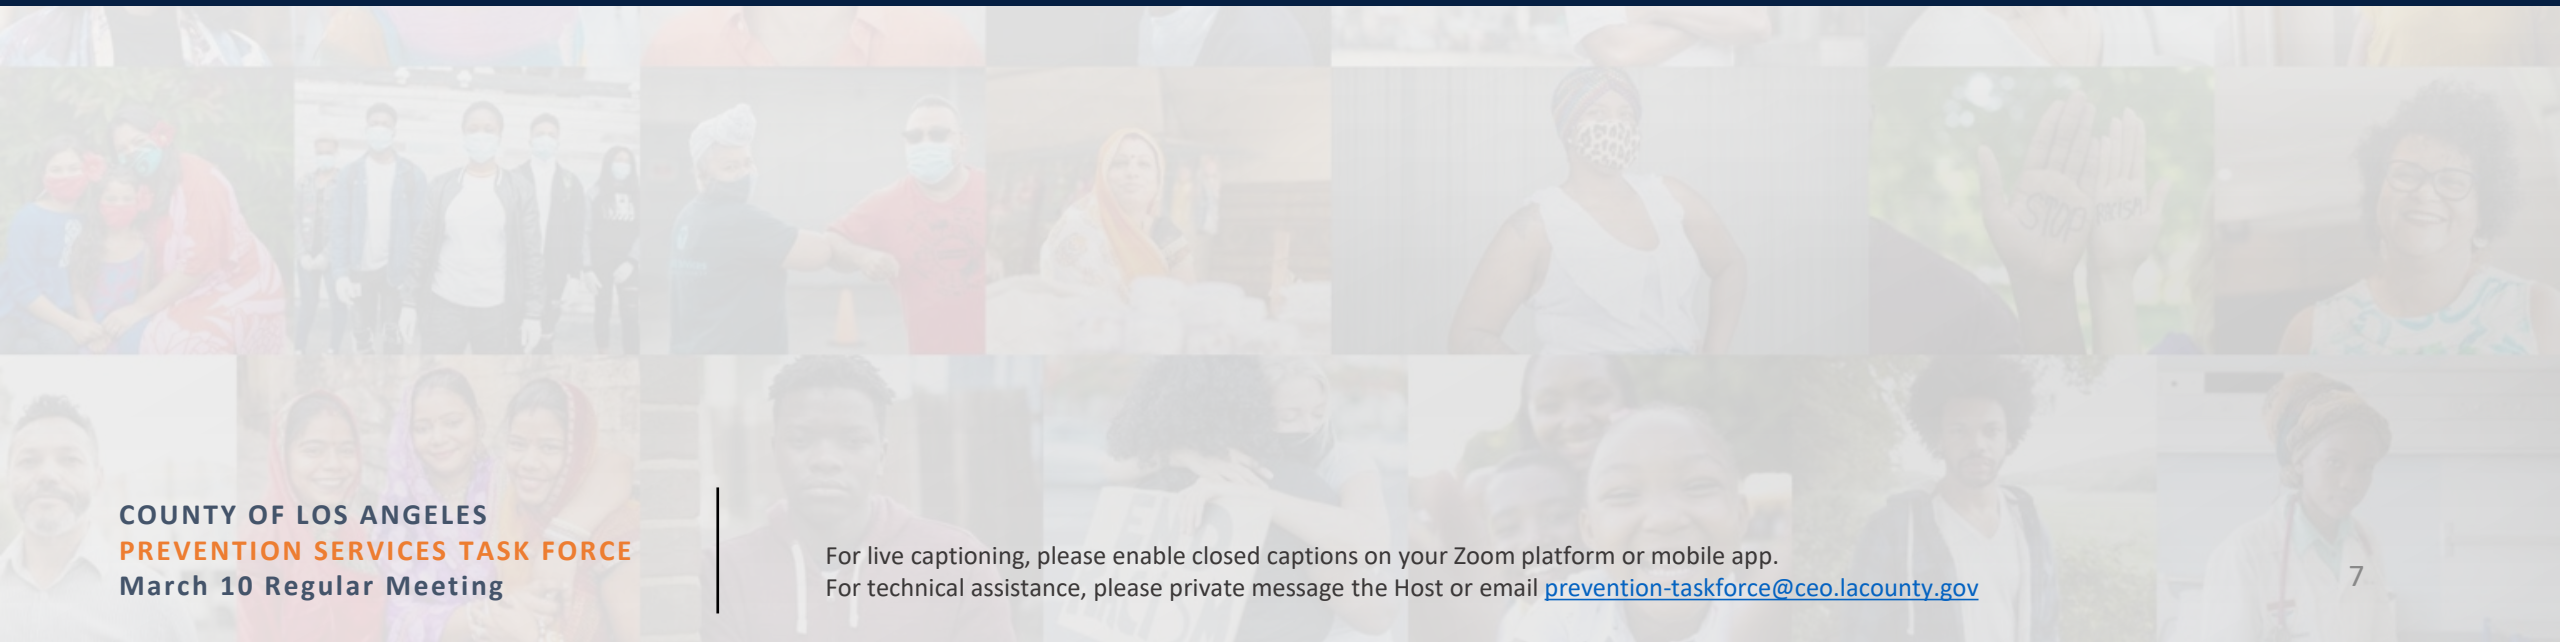 STOP RACISM
COUNTY OF LOS ANGELES
PREVENTION SERVICES TASK FORCE
March 10 Regular Meeting
For live captioning, please enable closed captions on your Zoom platform or mobile app.
For technical assistance, please private message the Host or email prevention-taskforce@ceo.lacounty.gov
7